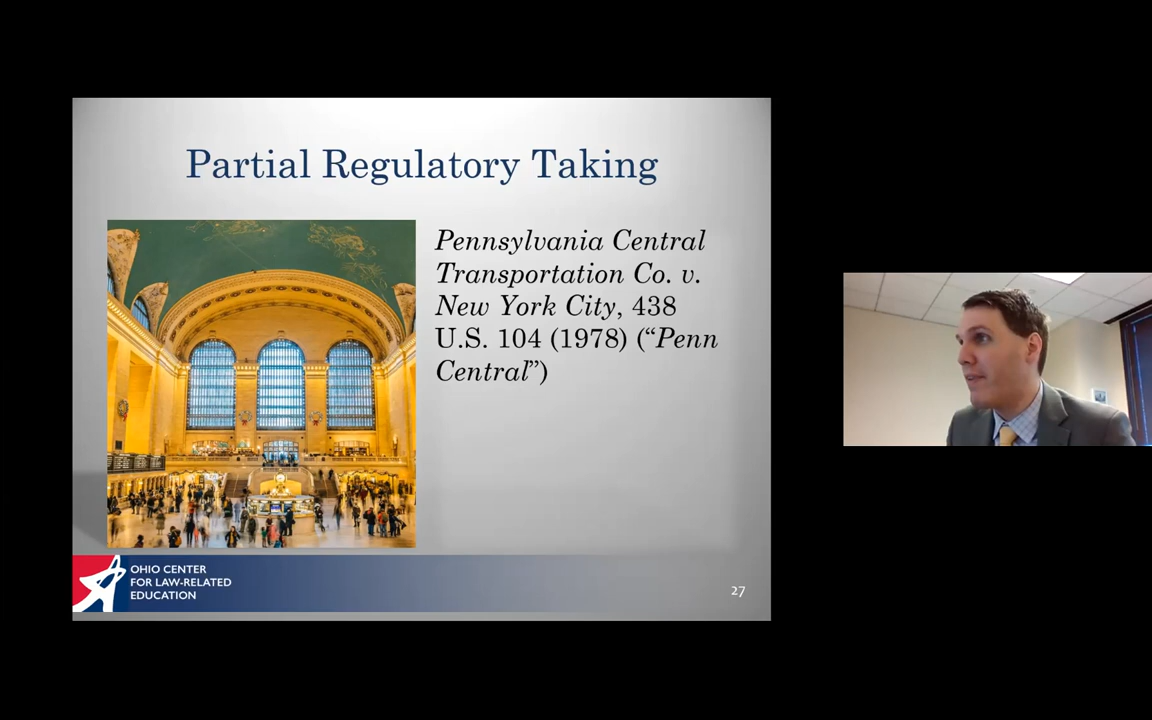 Partial Regulatory Taking
Pennsylvania Central
Transportation Co. v.
New York City, 438
U.S. 104 (1978) (“Penn
Central”)
OHIO CENTER
FOR LAW-RELATED
EDUCATION
27